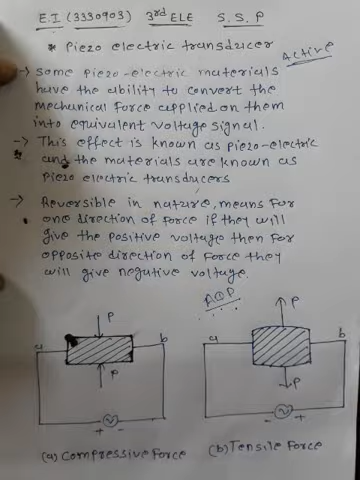 E.I (3330903) 3rd ELE S. S. P
* Piezo electric transducer
Active
→ Some Piezo-electric materials
have the ability to convert the
mechanical force applied on them
into equivalent voltage signal.
→ This effect is known as piezo-electric
and the materials are known as
Piezo electric transducers
→ Reversible in nature, means for
one direction of force if they will
give the positive voltage then for
opposite direction of force they
will give negative voltage.
P
P
a
b
P
P
a
b
+ -
- +
(a) Compressive Force
(b) Tensile Force